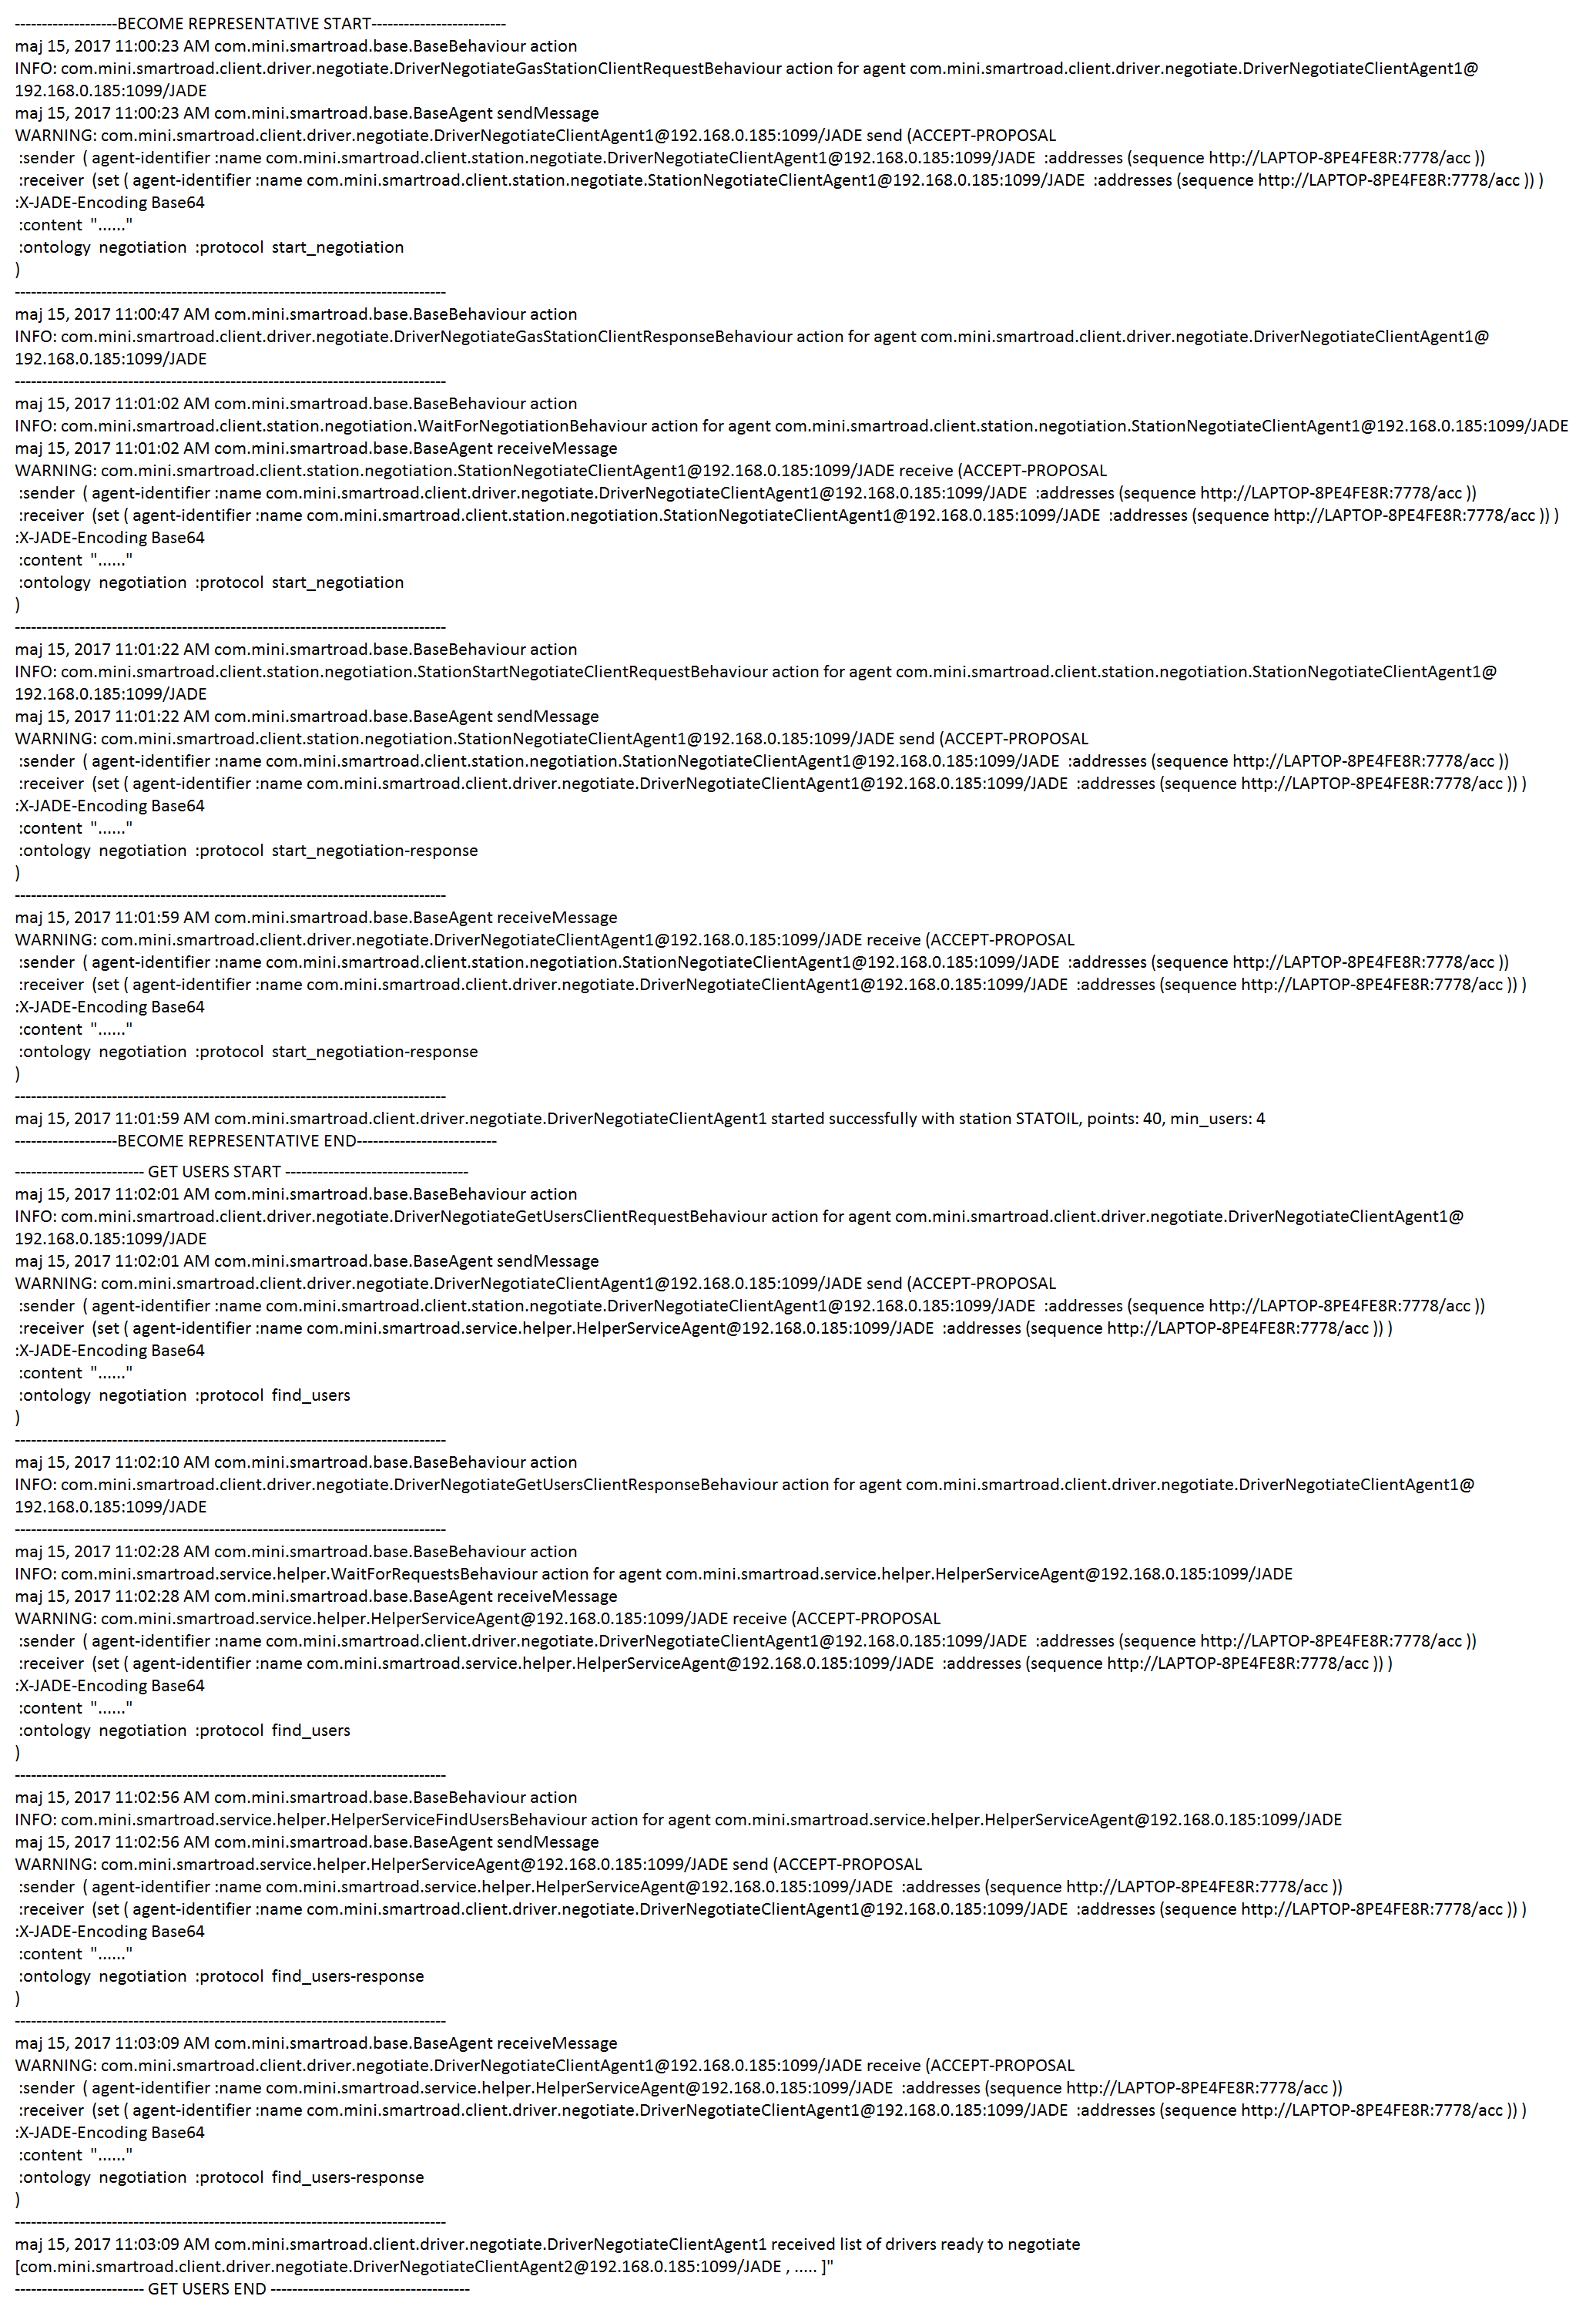 -------------------BECOME REPRESENTATIVE START-------------------------
maj 15, 2017 11:00:23 AM com.mini.smartroad.base.BaseBehaviour action
INFO: com.mini.smartroad.client.driver.negotiate.DriverNegotiateGasStationClientRequestBehaviour action for agent com.mini.smartroad.client.driver.negotiate.DriverNegotiateClientAgent1@
192.168.0.185:1099/JADE
maj 15, 2017 11:00:23 AM com.mini.smartroad.base.BaseAgent sendMessage
WARNING: com.mini.smartroad.client.driver.negotiate.DriverNegotiateClientAgent1@192.168.0.185:1099/JADE send (ACCEPT-PROPOSAL
:sender ( agent-identifier :name com.mini.smartroad.client.station.negotiate.DriverNegotiateClientAgent1@192.168.0.185:1099/JADE :addresses (sequence http://LAPTOP-8PE4FE8R:7778/acc ))
:receiver (set ( agent-identifier :name com.mini.smartroad.client.station.negotiate.StationNegotiateClientAgent1@192.168.0.185:1099/JADE :addresses (sequence http://LAPTOP-8PE4FE8R:7778/acc )) )
:X-JADE-Encoding Base64
:content "......"
:ontology negotiation :protocol start_negotiation
)
--------------------------------------------------------------------------------
maj 15, 2017 11:00:47 AM com.mini.smartroad.base.BaseBehaviour action
INFO: com.mini.smartroad.client.driver.negotiate.DriverNegotiateGasStationClientResponseBehaviour action for agent com.mini.smartroad.client.driver.negotiate.DriverNegotiateClientAgent1@
192.168.0.185:1099/JADE
--------------------------------------------------------------------------------
maj 15, 2017 11:01:02 AM com.mini.smartroad.base.BaseBehaviour action
INFO: com.mini.smartroad.client.station.negotiation.WaitForNegotiationBehaviour action for agent com.mini.smartroad.client.station.negotiation.StationNegotiateClientAgent1@192.168.0.185:1099/JADE
maj 15, 2017 11:01:02 AM com.mini.smartroad.base.BaseAgent receiveMessage
WARNING: com.mini.smartroad.client.station.negotiation.StationNegotiateClientAgent1@192.168.0.185:1099/JADE receive (ACCEPT-PROPOSAL
:sender ( agent-identifier :name com.mini.smartroad.client.driver.negotiate.DriverNegotiateClientAgent1@192.168.0.185:1099/JADE :addresses (sequence http://LAPTOP-8PE4FE8R:7778/acc ))
:receiver (set ( agent-identifier :name com.mini.smartroad.client.station.negotiation.StationNegotiateClientAgent1@192.168.0.185:1099/JADE :addresses (sequence http://LAPTOP-8PE4FE8R:7778/acc )) )
:X-JADE-Encoding Base64
:content "......"
:ontology negotiation :protocol start_negotiation
)
--------------------------------------------------------------------------------
maj 15, 2017 11:01:22 AM com.mini.smartroad.base.BaseBehaviour action
INFO: com.mini.smartroad.client.station.negotiation.StationStartNegotiateClientRequestBehaviour action for agent com.mini.smartroad.client.station.negotiation.StationNegotiateClientAgent1@
192.168.0.185:1099/JADE
maj 15, 2017 11:01:22 AM com.mini.smartroad.base.BaseAgent sendMessage
WARNING: com.mini.smartroad.client.station.negotiation.StationNegotiateClientAgent1@192.168.0.185:1099/JADE send (ACCEPT-PROPOSAL
:sender ( agent-identifier :name com.mini.smartroad.client.station.negotiation.StationNegotiateClientAgent1@192.168.0.185:1099/JADE :addresses (sequence http://LAPTOP-8PE4FE8R:7778/acc ))
:receiver (set ( agent-identifier :name com.mini.smartroad.client.driver.negotiate.DriverNegotiateClientAgent1@192.168.0.185:1099/JADE :addresses (sequence http://LAPTOP-8PE4FE8R:7778/acc )) )
:X-JADE-Encoding Base64
:content "......"
:ontology negotiation :protocol start_negotiation-response
)
--------------------------------------------------------------------------------
maj 15, 2017 11:01:59 AM com.mini.smartroad.base.BaseAgent receiveMessage
WARNING: com.mini.smartroad.client.driver.negotiate.DriverNegotiateClientAgent1@192.168.0.185:1099/JADE receive (ACCEPT-PROPOSAL
:sender ( agent-identifier :name com.mini.smartroad.client.station.negotiation.StationNegotiateClientAgent1@192.168.0.185:1099/JADE :addresses (sequence http://LAPTOP-8PE4FE8R:7778/acc ))
:receiver (set ( agent-identifier :name com.mini.smartroad.client.driver.negotiate.DriverNegotiateClientAgent1@192.168.0.185:1099/JADE :addresses (sequence http://LAPTOP-8PE4FE8R:7778/acc )) )
:X-JADE-Encoding Base64
:content "......"
:ontology negotiation :protocol start_negotiation-response
)
--------------------------------------------------------------------------------
maj 15, 2017 11:01:59 AM com.mini.smartroad.client.driver.negotiate.DriverNegotiateClientAgent1 started successfully with station STATOIL, points: 40, min_users: 4
-------------------BECOME REPRESENTATIVE END--------------------------
------------------------ GET USERS START ----------------------------------
maj 15, 2017 11:02:01 AM com.mini.smartroad.base.BaseBehaviour action
INFO: com.mini.smartroad.client.driver.negotiate.DriverNegotiateGetUsersClientRequestBehaviour action for agent com.mini.smartroad.client.driver.negotiate.DriverNegotiateClientAgent1@
192.168.0.185:1099/JADE
maj 15, 2017 11:02:01 AM com.mini.smartroad.base.BaseAgent sendMessage
WARNING: com.mini.smartroad.client.driver.negotiate.DriverNegotiateClientAgent1@192.168.0.185:1099/JADE send (ACCEPT-PROPOSAL
:sender ( agent-identifier :name com.mini.smartroad.client.station.negotiate.DriverNegotiateClientAgent1@192.168.0.185:1099/JADE :addresses (sequence http://LAPTOP-8PE4FE8R:7778/acc ))
:receiver (set ( agent-identifier :name com.mini.smartroad.service.helper.HelperServiceAgent@192.168.0.185:1099/JADE :addresses (sequence http://LAPTOP-8PE4FE8R:7778/acc )) )
:X-JADE-Encoding Base64
:content "......"
:ontology negotiation :protocol find_users
)
--------------------------------------------------------------------------------
maj 15, 2017 11:02:10 AM com.mini.smartroad.base.BaseBehaviour action
INFO: com.mini.smartroad.client.driver.negotiate.DriverNegotiateGetUsersClientResponseBehaviour action for agent com.mini.smartroad.client.driver.negotiate.DriverNegotiateClientAgent1@
192.168.0.185:1099/JADE
--------------------------------------------------------------------------------
maj 15, 2017 11:02:28 AM com.mini.smartroad.base.BaseBehaviour action
INFO: com.mini.smartroad.service.helper.WaitForRequestsBehaviour action for agent com.mini.smartroad.service.helper.HelperServiceAgent@192.168.0.185:1099/JADE
maj 15, 2017 11:02:28 AM com.mini.smartroad.base.BaseAgent receiveMessage
WARNING: com.mini.smartroad.service.helper.HelperServiceAgent@192.168.0.185:1099/JADE receive (ACCEPT-PROPOSAL
:sender ( agent-identifier :name com.mini.smartroad.client.driver.negotiate.DriverNegotiateClientAgent1@192.168.0.185:1099/JADE :addresses (sequence http://LAPTOP-8PE4FE8R:7778/acc ))
:receiver (set ( agent-identifier :name com.mini.smartroad.service.helper.HelperServiceAgent@192.168.0.185:1099/JADE :addresses (sequence http://LAPTOP-8PE4FE8R:7778/acc )) )
:X-JADE-Encoding Base64
:content "......"
:ontology negotiation :protocol find_users
)
--------------------------------------------------------------------------------
maj 15, 2017 11:02:56 AM com.mini.smartroad.base.BaseBehaviour action
INFO: com.mini.smartroad.service.helper.HelperServiceFindUsersBehaviour action for agent com.mini.smartroad.service.helper.HelperServiceAgent@192.168.0.185:1099/JADE
maj 15, 2017 11:02:56 AM com.mini.smartroad.base.BaseAgent sendMessage
WARNING: com.mini.smartroad.service.helper.HelperServiceAgent@192.168.0.185:1099/JADE send (ACCEPT-PROPOSAL
:sender ( agent-identifier :name com.mini.smartroad.service.helper.HelperServiceAgent@192.168.0.185:1099/JADE :addresses (sequence http://LAPTOP-8PE4FE8R:7778/acc ))
:receiver (set ( agent-identifier :name com.mini.smartroad.client.driver.negotiate.DriverNegotiateClientAgent1@192.168.0.185:1099/JADE :addresses (sequence http://LAPTOP-8PE4FE8R:7778/acc )) )
:X-JADE-Encoding Base64
:content "......"
:ontology negotiation :protocol find_users-response
)
--------------------------------------------------------------------------------
maj 15, 2017 11:03:09 AM com.mini.smartroad.base.BaseAgent receiveMessage
WARNING: com.mini.smartroad.client.driver.negotiate.DriverNegotiateClientAgent1@192.168.0.185:1099/JADE receive (ACCEPT-PROPOSAL
:sender ( agent-identifier :name com.mini.smartroad.service.helper.HelperServiceAgent@192.168.0.185:1099/JADE :addresses (sequence http://LAPTOP-8PE4FE8R:7778/acc ))
:receiver (set ( agent-identifier :name com.mini.smartroad.client.driver.negotiate.DriverNegotiateClientAgent1@192.168.0.185:1099/JADE :addresses (sequence http://LAPTOP-8PE4FE8R:7778/acc )) )
:X-JADE-Encoding Base64
:content "......"
:ontology negotiation :protocol find_users-response
)
--------------------------------------------------------------------------------
maj 15, 2017 11:03:09 AM com.mini.smartroad.client.driver.negotiate.DriverNegotiateClientAgent1 received list of drivers ready to negotiate
[com.mini.smartroad.client.driver.negotiate.DriverNegotiateClientAgent2@192.168.0.185:1099/JADE , ..... ]"
------------------------ GET USERS END -------------------------------------